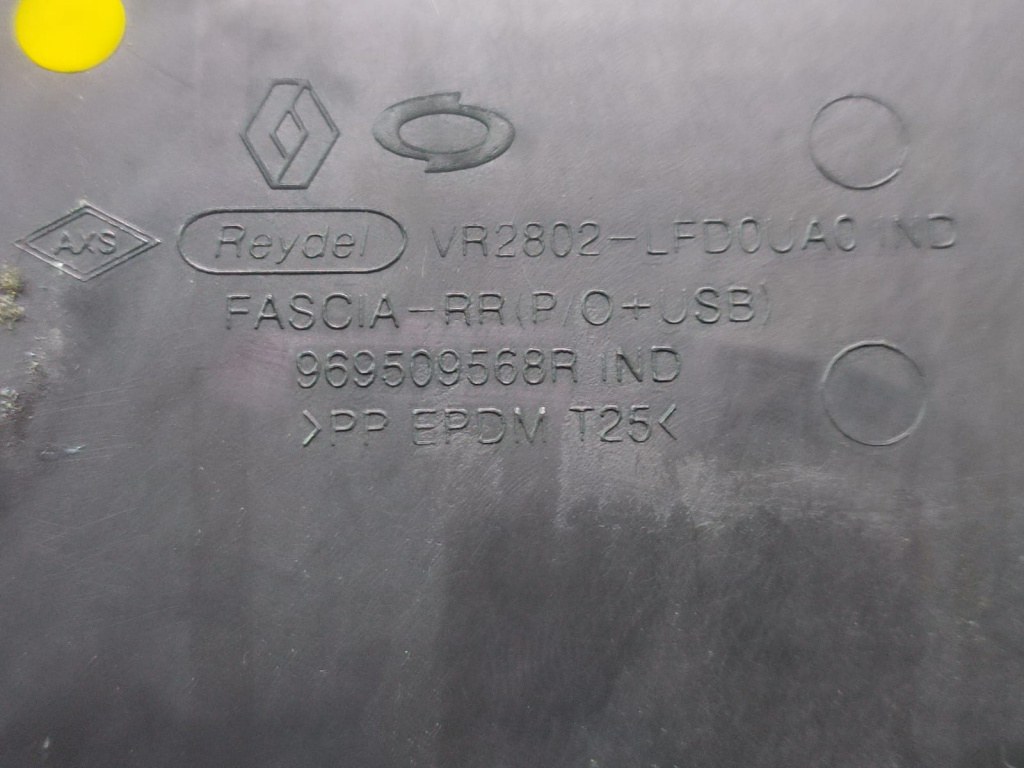 AXS Reydel VR2802-LFD0UA0 IND
FASCIA-RR(P/O+USB)
969509568R IND
>PP EPDM T25<